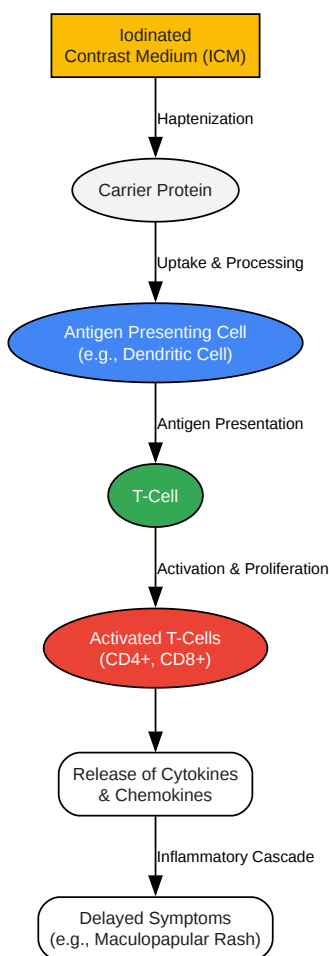 Iodinated
Contrast Medium (ICM)
Haptenization
Carrier Protein
Uptake & Processing
Antigen Presenting Cell
(e.g., Dendritic Cell)
Antigen Presentation
T-Cell
Activation & Proliferation
Activated T-Cells
(CD4+, CD8+)
Release of Cytokines
& Chemokines
Inflammatory Cascade
Delayed Symptoms
(e.g., Maculopapular Rash)